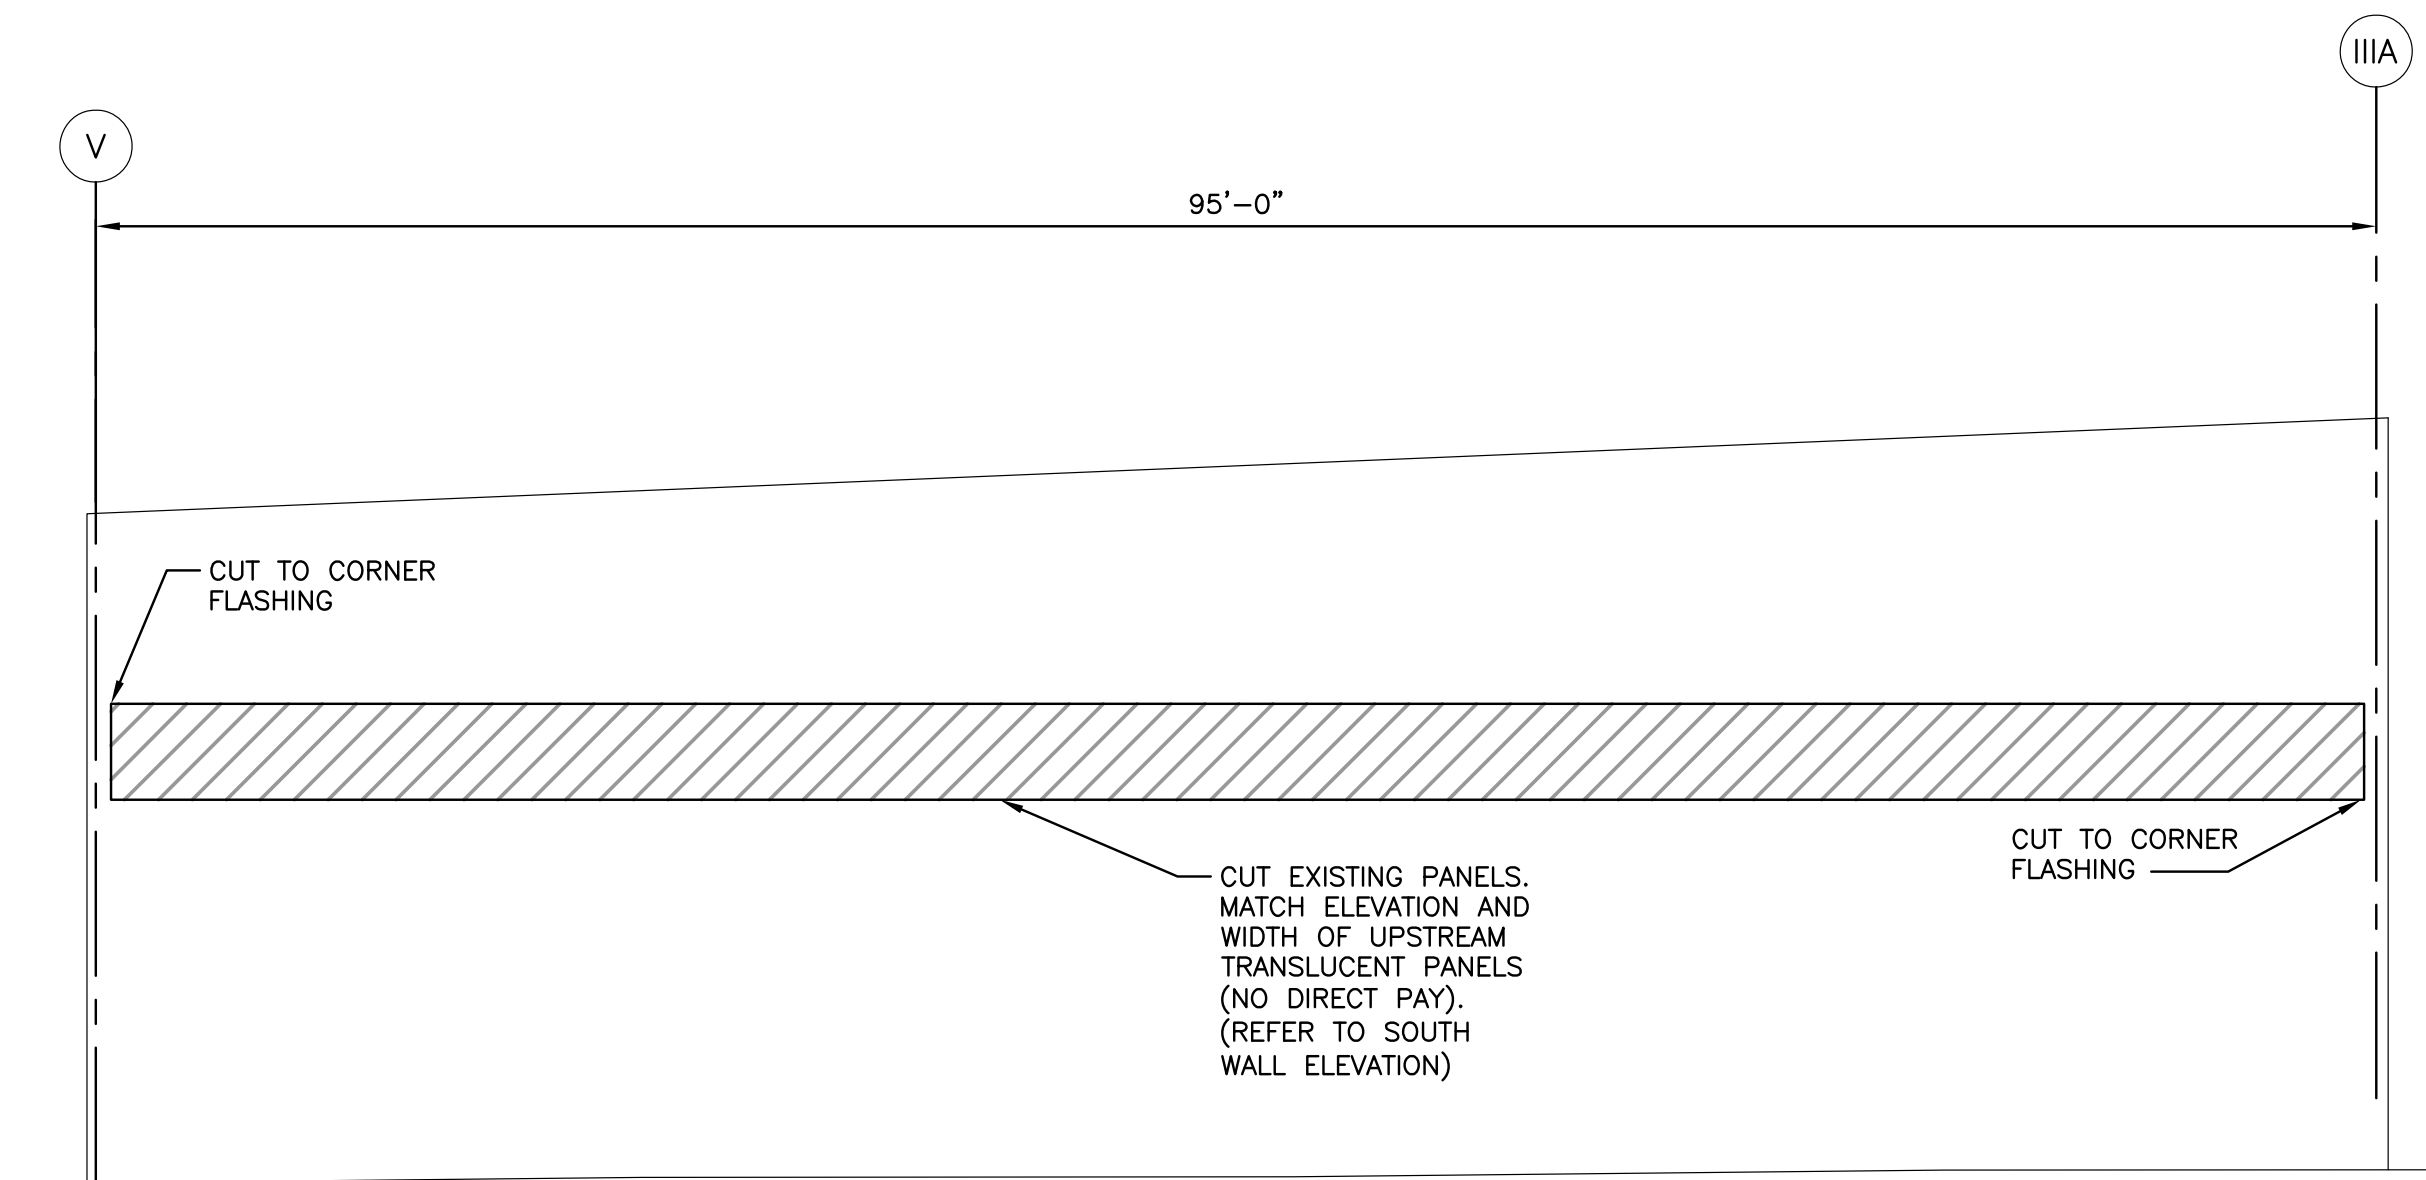 IIIA
V
95'-0"
CUT TO CORNER
FLASHING
CUT TO CORNER
FLASHING
CUT EXISTING PANELS.
MATCH ELEVATION AND
WIDTH OF UPSTREAM
TRANSLUCENT PANELS
(NO DIRECT PAY).
(REFER TO SOUTH
WALL ELEVATION)